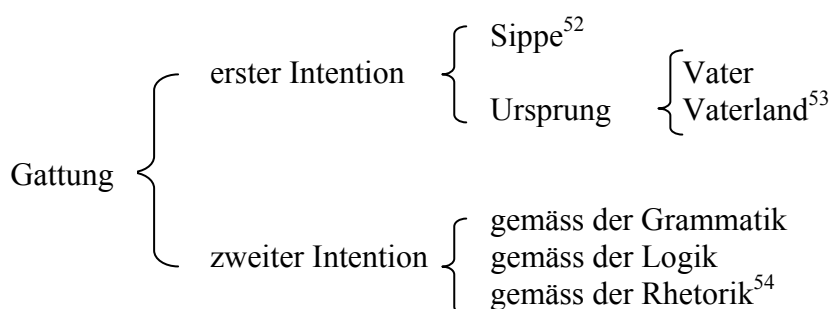 Sippe52
erster Intention
Vater
Ursprung
Vaterland53
Gattung
gemäss der Grammatik
zweiter Intention
gemäss der Logik
gemäss der Rhetorik54